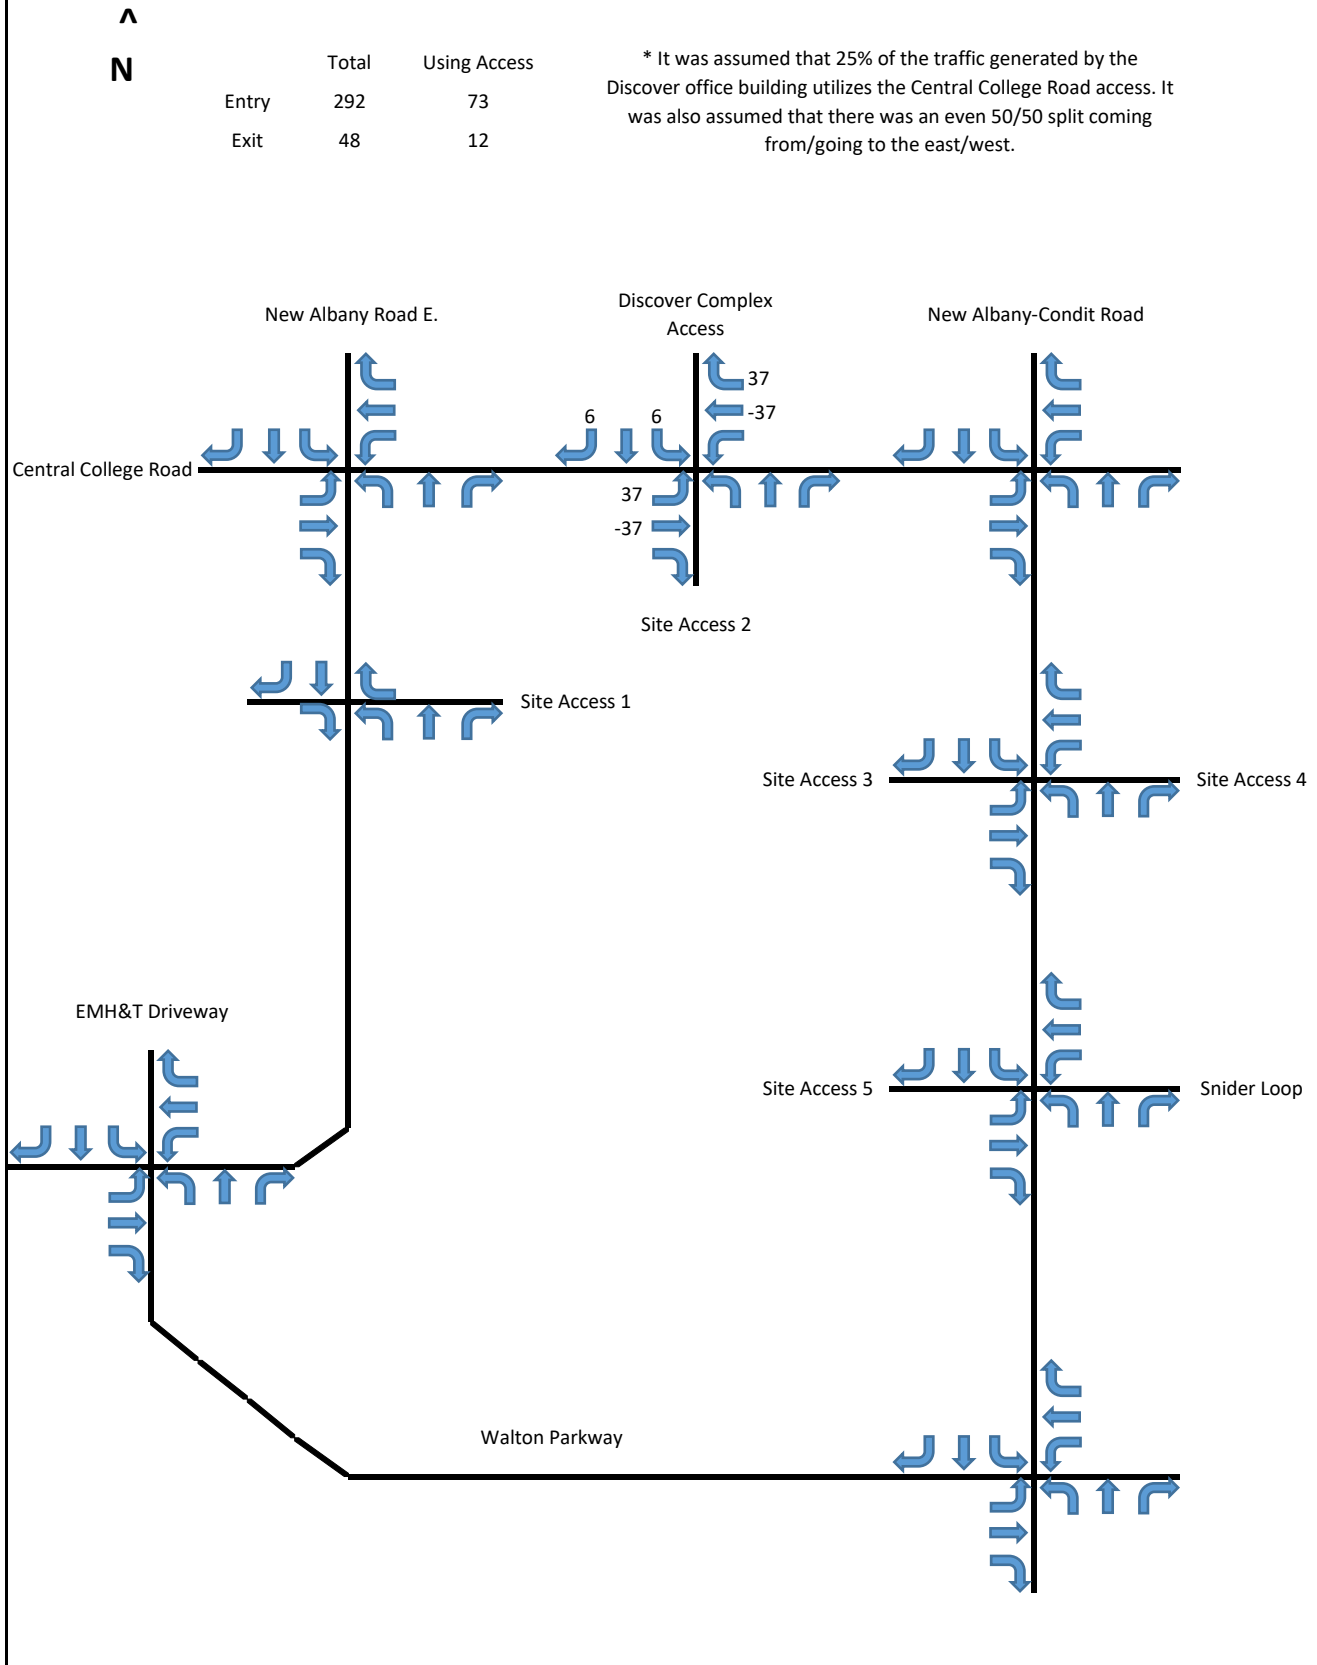 ^
N
Total Using Access
Entry 292 73
Exit 48 12
* It was assumed that 25% of the traffic generated by the
Discover office building utilizes the Central College Road access. It
was also assumed that there was an even 50/50 split coming
from/going to the east/west.
New Albany Road E.
Discover Complex
Access
New Albany-Condit Road
37
-37
6 6
Central College Road
37
-37
Site Access 2
Site Access 1
Site Access 3
Site Access 4
EMH&T Driveway
Site Access 5
Snider Loop
Walton Parkway